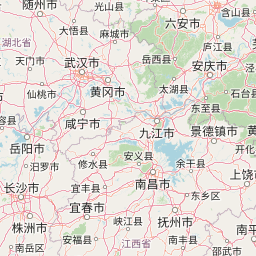 随州市
光山县
六安市
含山县
湖北省
大悟县
麻城市
庐江县
天门市
武汉市
岳西县
安庆市
仙桃市
黄冈市
太湖县
石台县
东至县
咸宁市
九江市
景德镇市
岳阳市
汨罗市
修水县
安义县
余干县
开化县
长沙市
宜丰县
南昌市
上饶市
东乡区
株洲市
宜春市
峡江县
抚州市
南平
南岳区
安福县
江西省
邵武市